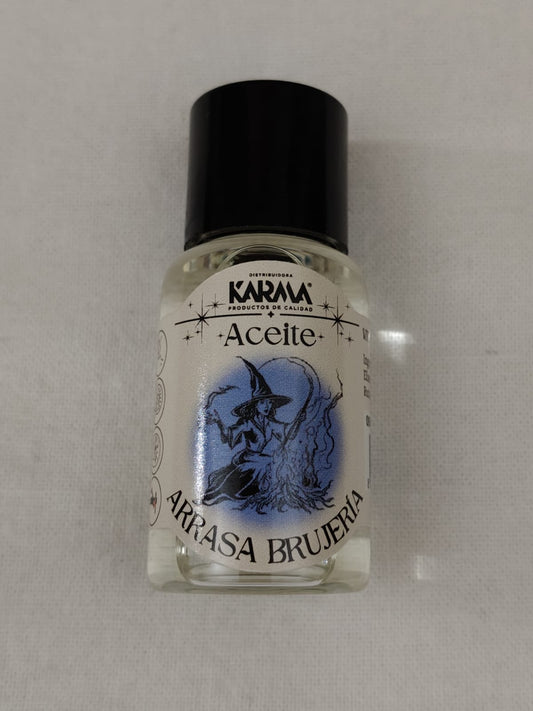 DISTRIBUIDORA
KARMA®
PRODUCTOS DE CALIDAD
Aceite
ARRASA BRUJERÍA